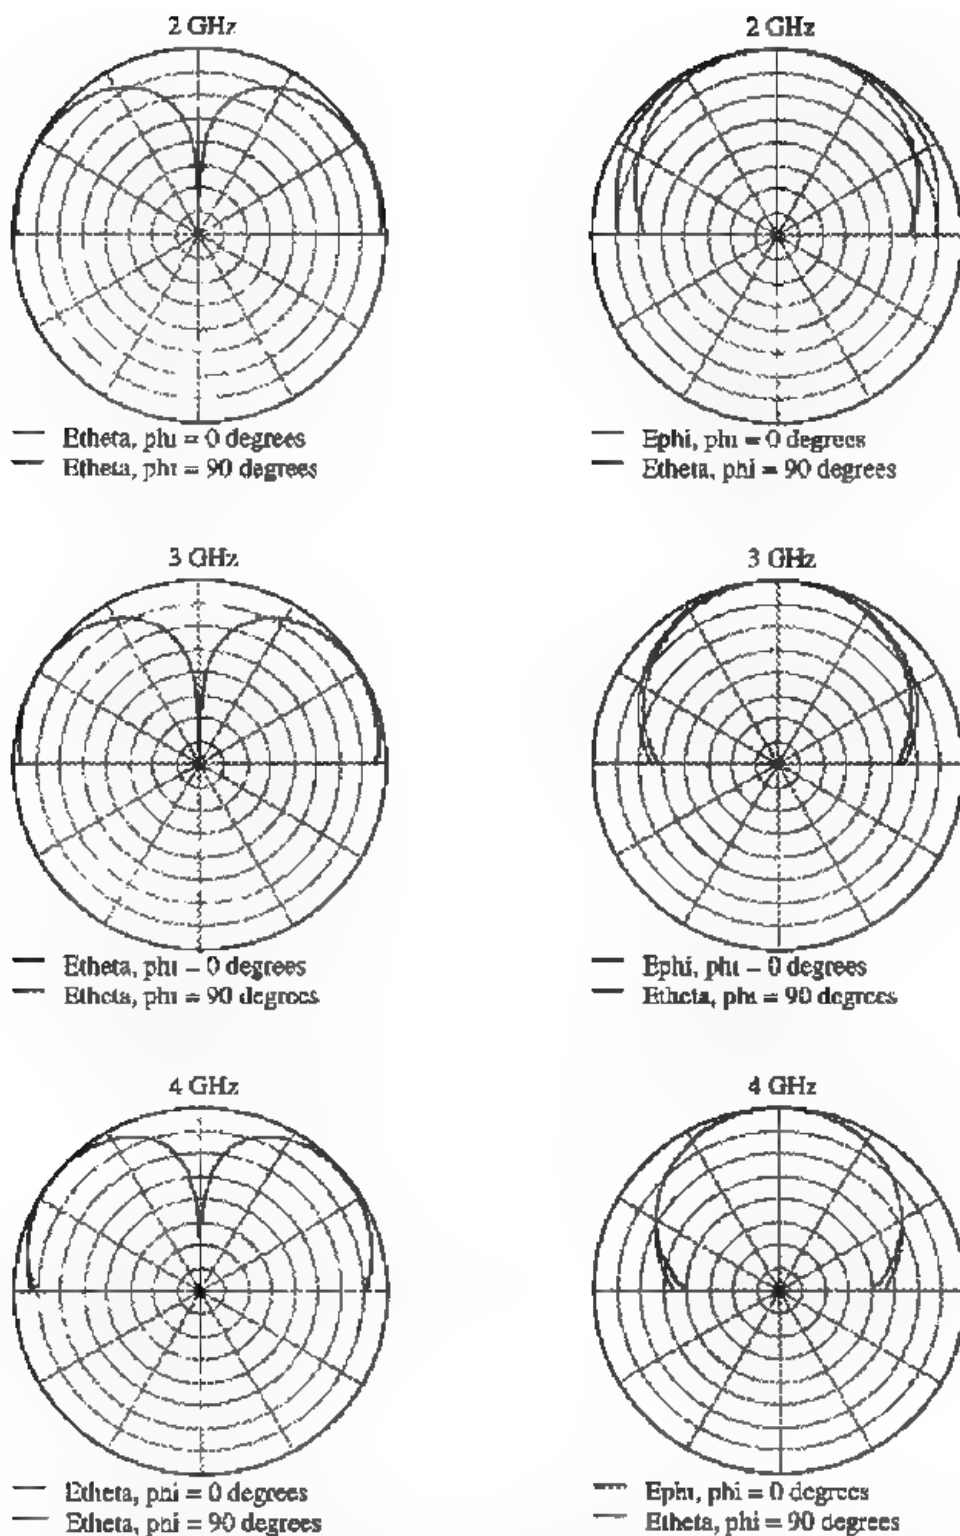 2 GHz
2 GHz
Etheta, phi = 0 degrees
Etheta, phi = 90 degrees
Ephi, phi = 0 degrees
Etheta, phi = 90 degrees
3 GHz
3 GHz
Etheta, phi = 0 degrees
Etheta, phi = 90 degrees
Ephi, phi = 0 degrees
Etheta, phi = 90 degrees
4 GHz
4 GHz
Etheta, phi = 0 degrees
Etheta, phi = 90 degrees
Ephi, phi = 0 degrees
Etheta, phi = 90 degrees